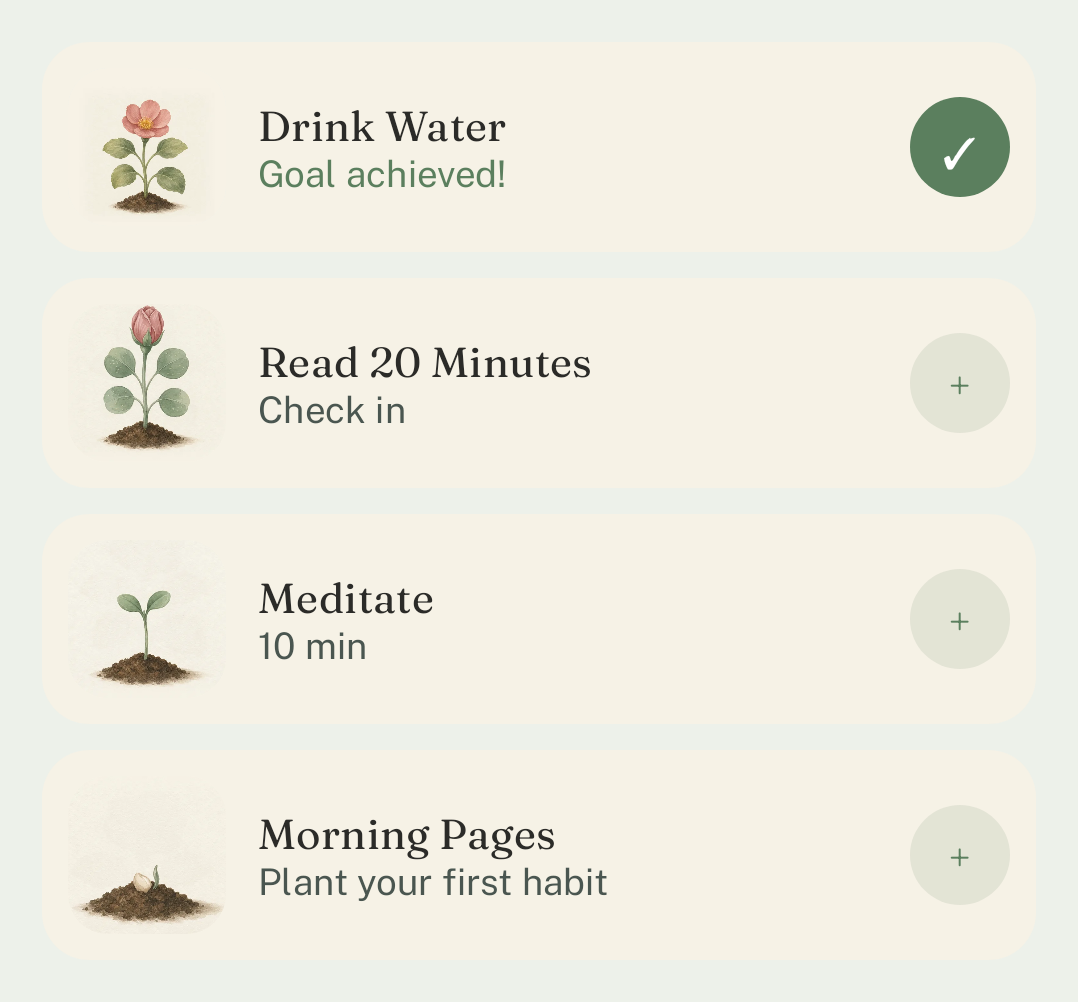 Drink Water
Goal achieved!
✓
Read 20 Minutes
Check in
+
Meditate
10 min
+
Morning Pages
Plant your first habit
+